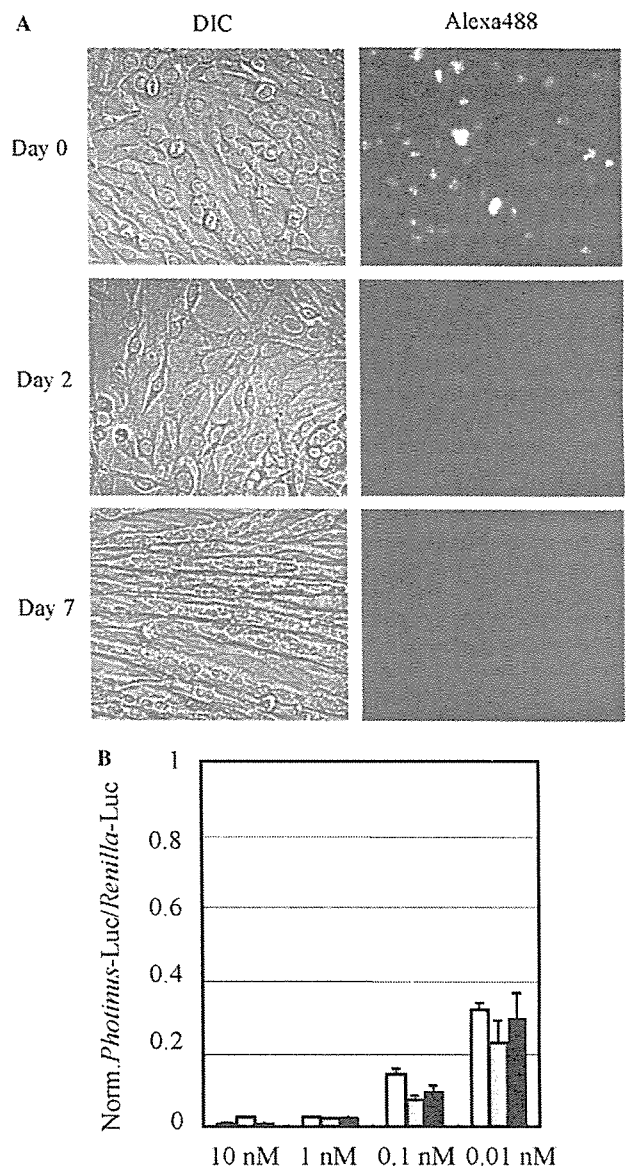 A DIC Alexa488
Day 0
Day 2
Day 7
B
Norm.Photinus-Luc/Renilla-Luc
1
0.8
0.6
0.4
0.2
0
10 nM 1 nM 0.1 nM 0.01 nM